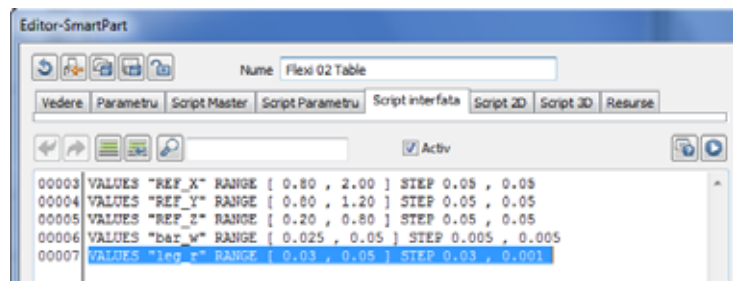 Editor-SmartPart
Nume Flexi 02 Table
Vedere Parametru Script Master Script Parametru Script interfata Script 2D Script 3D Resurse
Activ
00003 VALUES "REF_X" RANGE [ 0.80 , 2.00 ] STEP 0.05 , 0.05
00004 VALUES "REF_Y" RANGE [ 0.80 , 1.20 ] STEP 0.05 , 0.05
00005 VALUES "REF_Z" RANGE [ 0.20 , 0.80 ] STEP 0.05 , 0.05
00006 VALUES "bar_w" RANGE [ 0.025 , 0.05 ] STEP 0.005 , 0.005
00007 VALUES "leg_r" RANGE [ 0.03 , 0.05 ] STEP 0.03 , 0.001